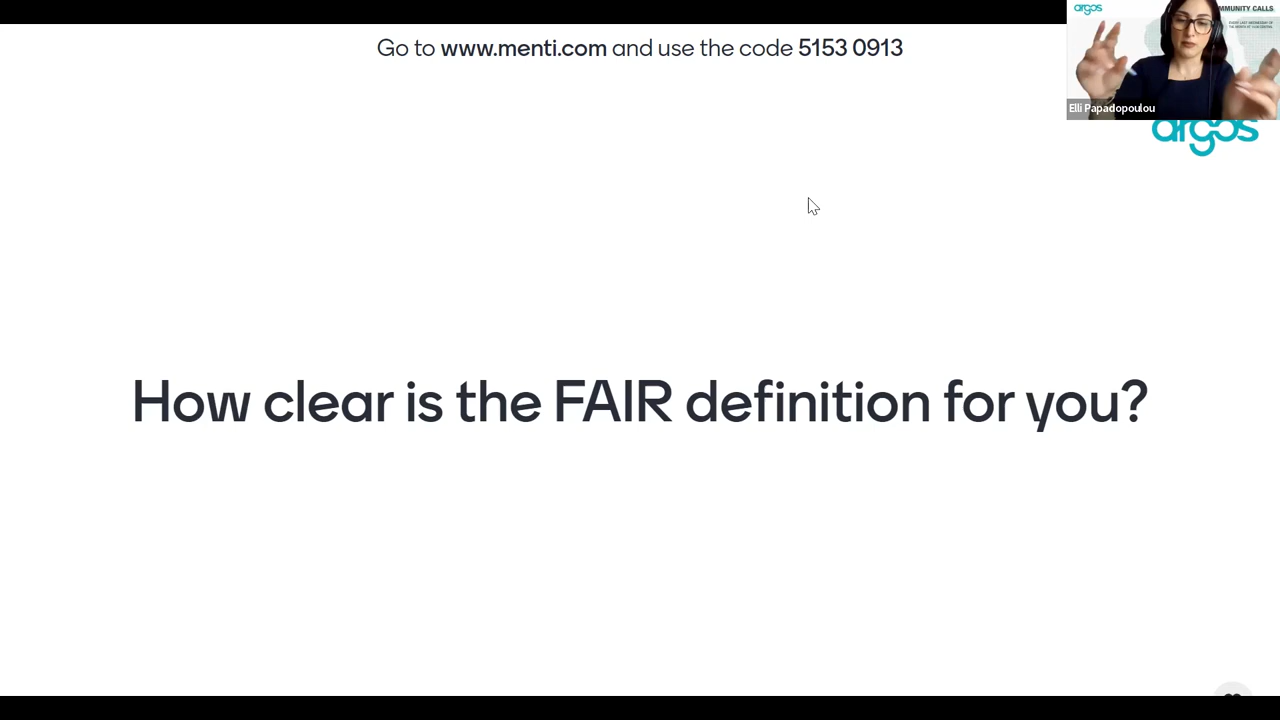 Go to www.menti.com and use the code 5153 0913
argos
MMUNITY CALLS
Elli Papadopoulou
argos
How clear is the FAIR definition for you?